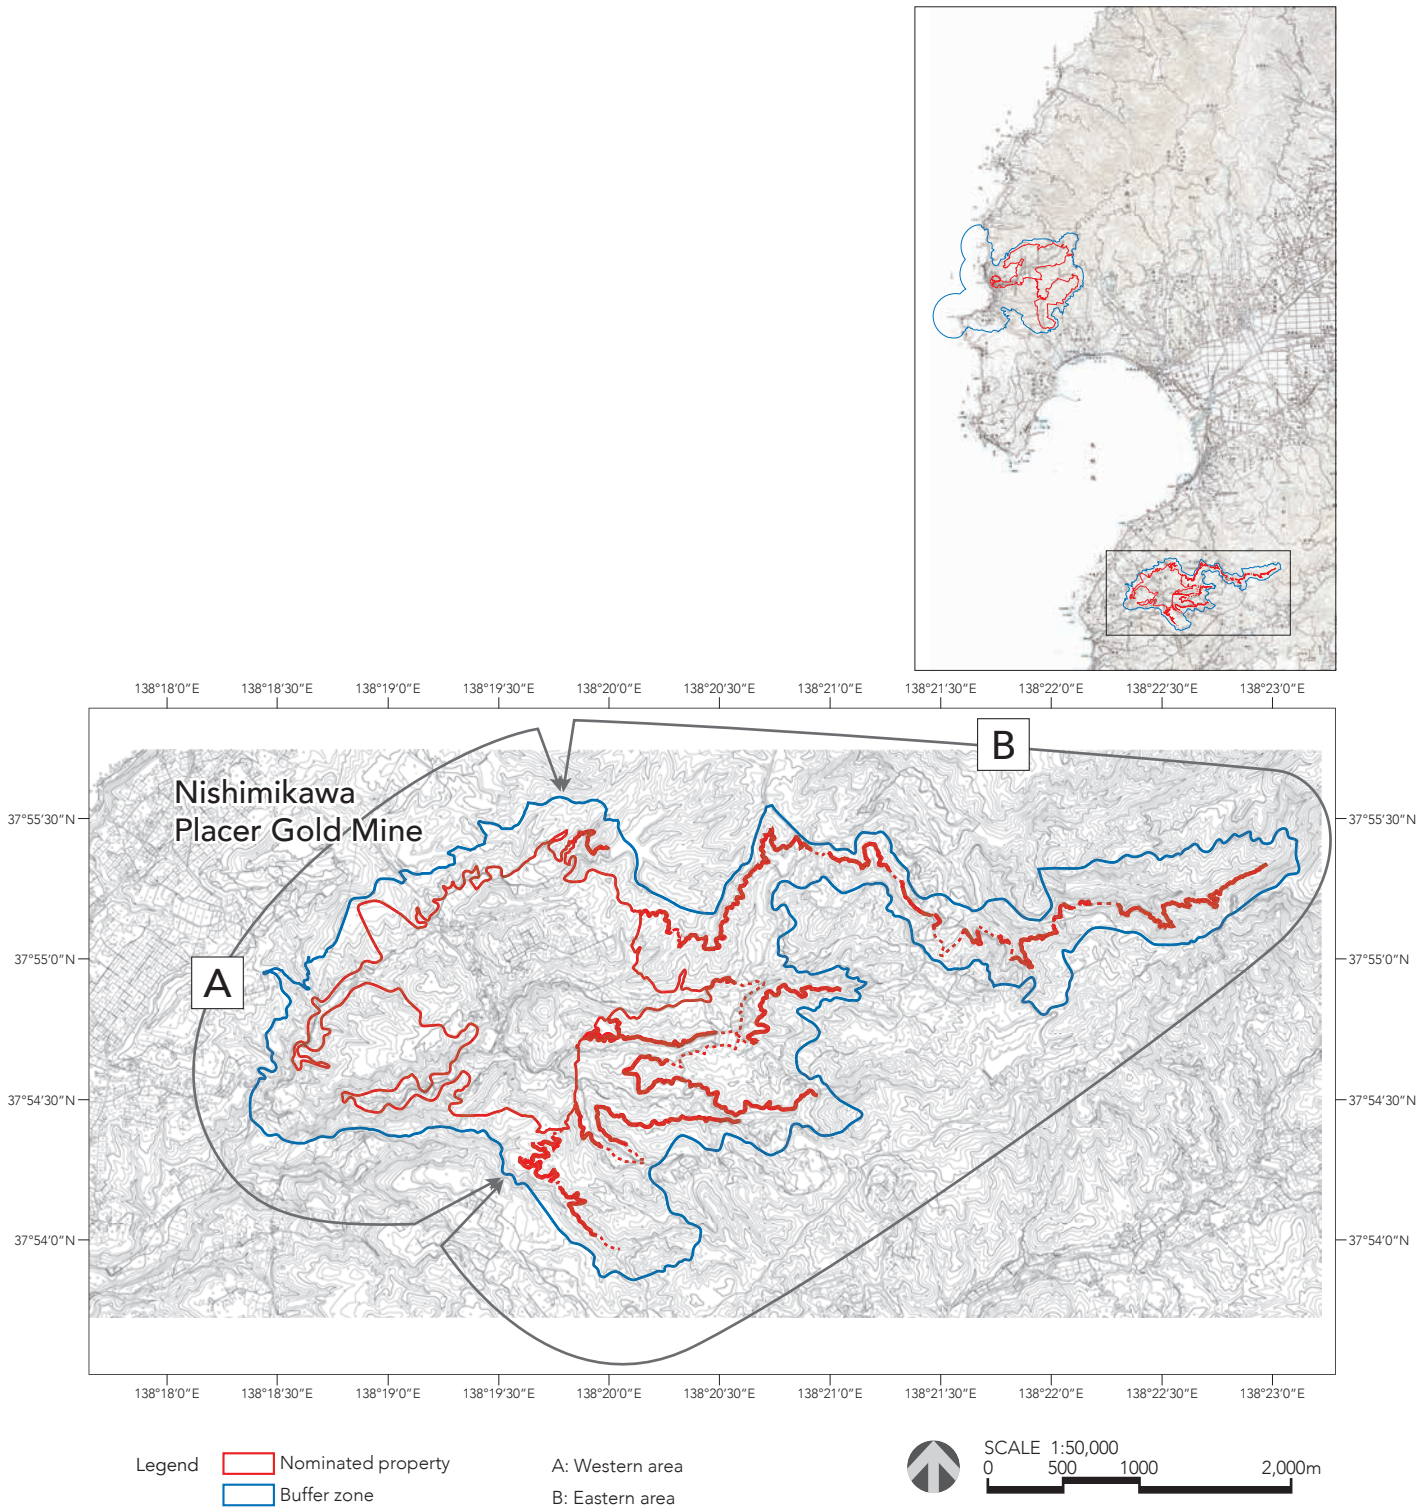 138°18’0”E 138°18’30”E 138°19’0”E 138°19’30”E 138°20’0”E 138°20’30”E 138°21’0”E 138°21’30”E 138°22’0”E 138°22’30”E 138°23’0”E
B
Nishimikawa
Placer Gold Mine
37°55’30”N 37°55’30”N
37°55’0”N 37°55’0”N
A
37°54’30”N 37°54’30”N
37°54’0”N 37°54’0”N
138°18’0”E 138°18’30”E 138°19’0”E 138°19’30”E 138°20’0”E 138°20’30”E 138°21’0”E 138°21’30”E 138°22’0”E 138°22’30”E 138°23’0”E
Legend Nominated property
Buffer zone
A: Western area
B: Eastern area
SCALE 1:50,000
0 500 1000 2,000m